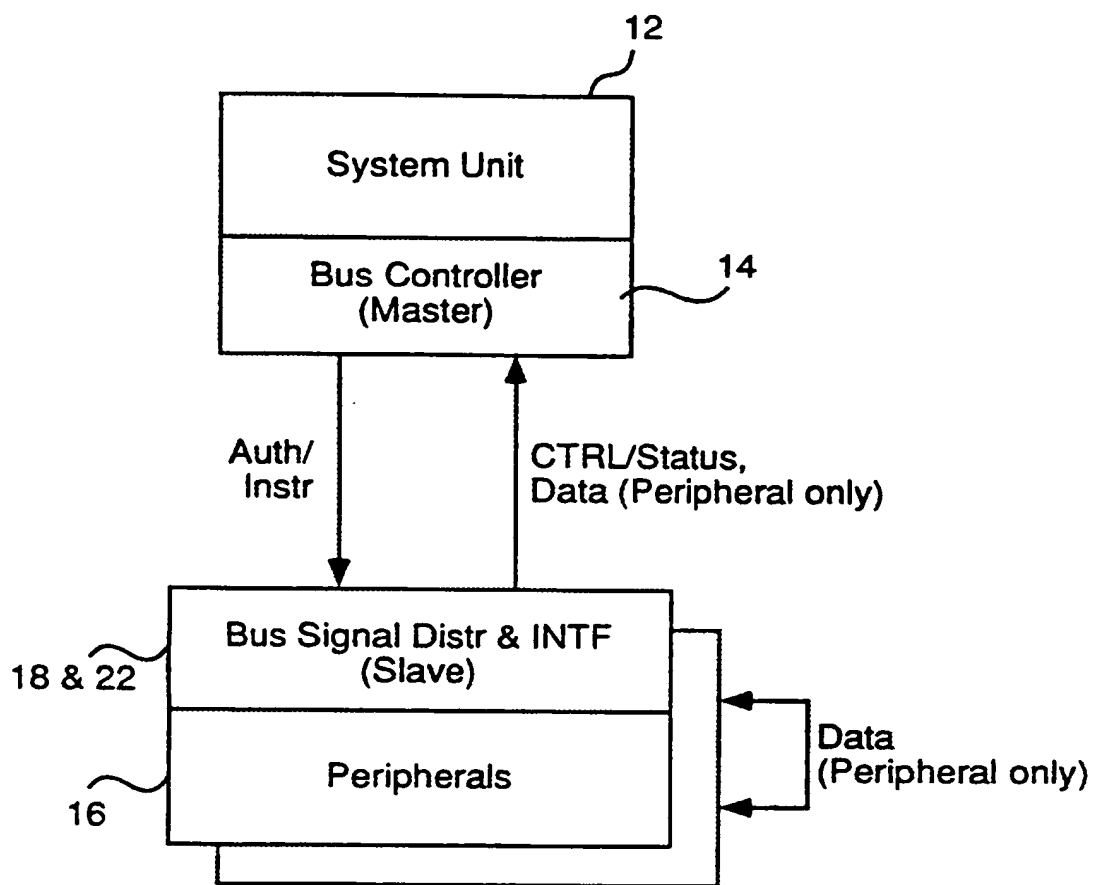 12
System Unit
Bus Controller
(Master)
14
Auth/
Instr
CTRL/Status,
Data (Peripheral only)
Bus Signal Distr & INTF
(Slave)
18 & 22
Peripherals
16
Data
(Peripheral only)